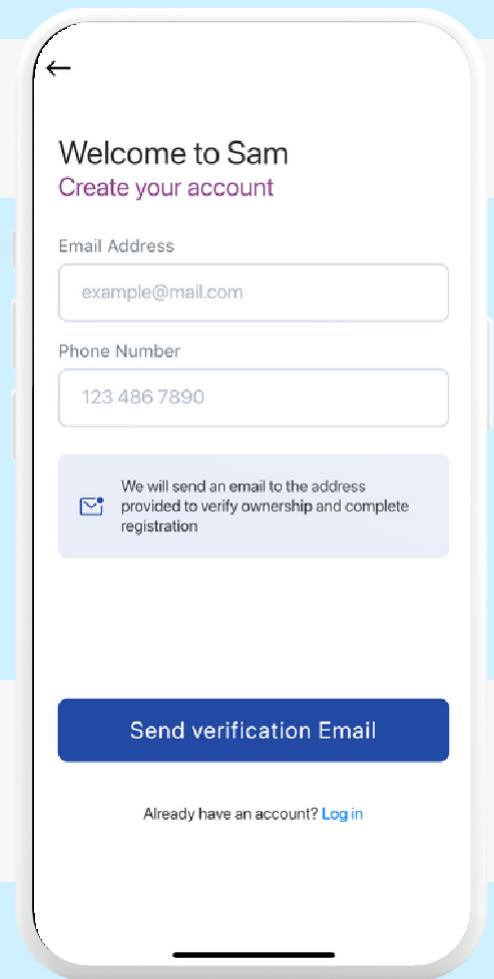 Welcome to Sam
Create your account
Email Address
example@mail.com
Phone Number
123 486 7890
We will send an email to the address
provided to verify ownership and complete
registration
Send verification Email
Already have an account? Log in